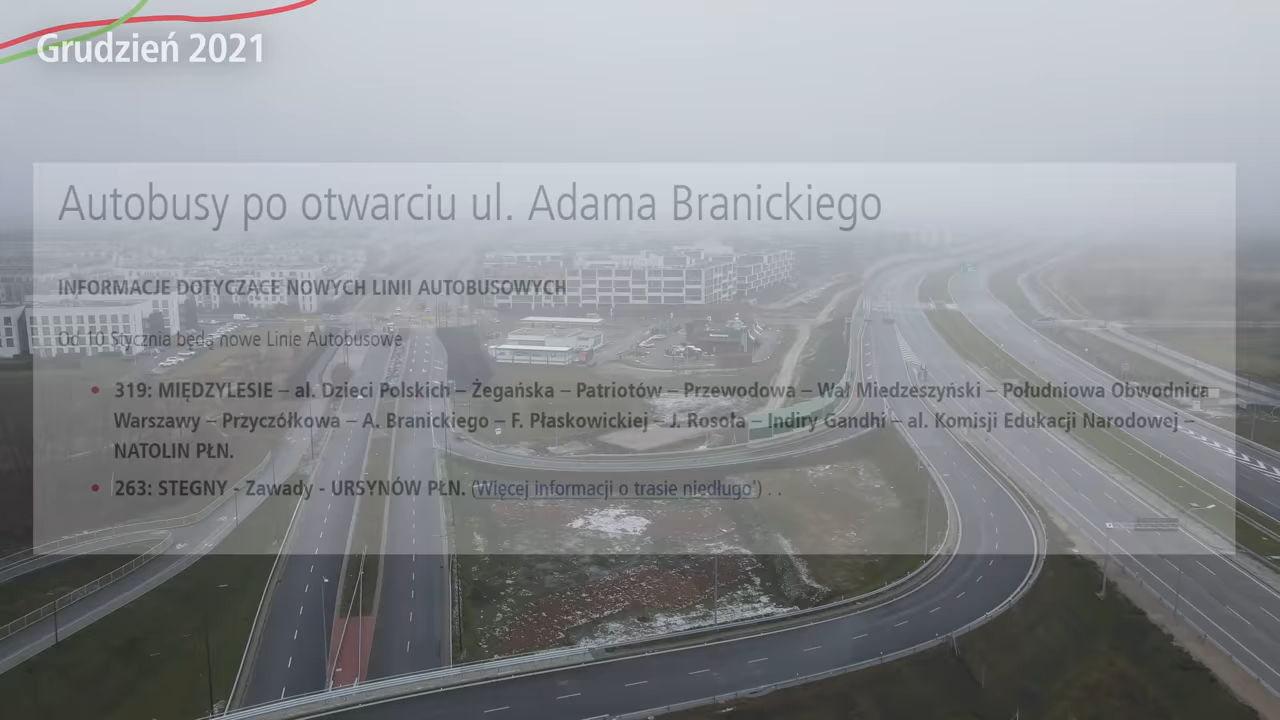 Grudzień 2021
Autobusy po otwarciu ul. Adama Branickiego
INFORMACJE DOTYCZĄCE NOWYCH LINII AUTOBUSOWYCH
Od 10 Stycznia będą nowe Linie Autobusowe
• 319: MIĘDZYLESIE – al. Dzieci Polskich – Żegańska – Patriotów – Przewodowa – Wał Miedzeszyński – Południowa Obwodnica
Warszawy – Przyczółkowa – A. Branickiego – F. Płaskowickiej – J. Rosoła – Indiry Gandhi – al. Komisji Edukacji Narodowej –
NATOLIN PŁN.
• 263: STEGNY - Zawady - URSYNÓW PŁN. (Więcej informacji o trasie niedługo') . .